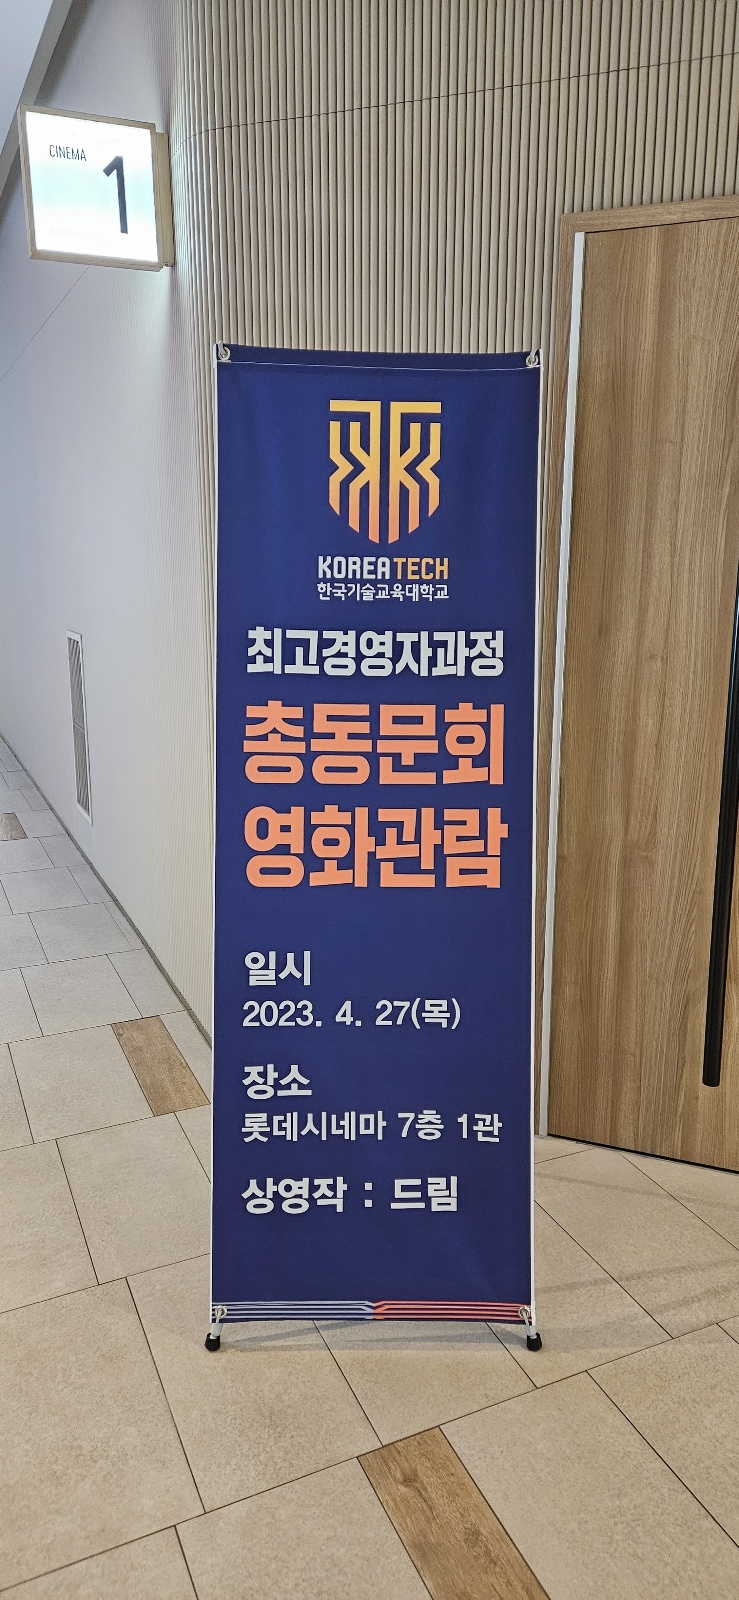 CINEMA
1
KOREATECH
한국기술교육대학교
최고경영자과정
총동문회
영화관람
일시
2023. 4. 27(목)
장소
롯데시네마 7층 1관
상영작 : 드림